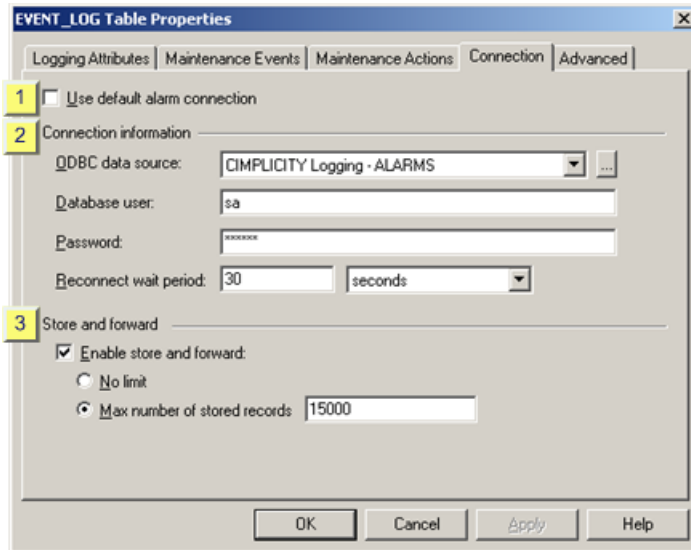 EVENT_LOG Table Properties
Logging Attributes Maintenance Events Maintenance Actions Connection Advanced
1 Use default alarm connection
2 Connection information
ODBC data source: CIMPLICITY Logging - ALARMS ...
Database user: sa
Password: ******
Reconnect wait period: 30 seconds
3 Store and forward
Enable store and forward:
No limit
Max number of stored records 15000
OK Cancel Apply Help